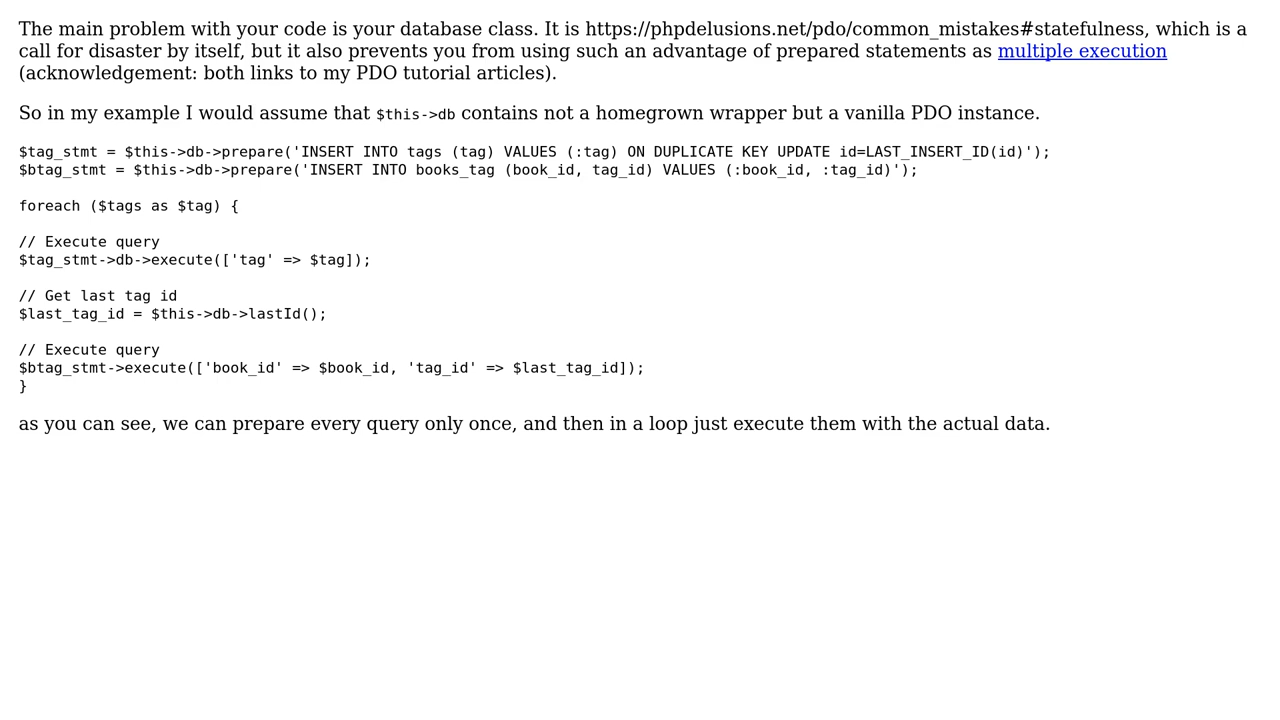 The main problem with your code is your database class. It is https://phpdelusions.net/pdo/common_mistakes#statefulness, which is a
call for disaster by itself, but it also prevents you from using such an advantage of prepared statements as multiple execution
(acknowledgement: both links to my PDO tutorial articles).
So in my example I would assume that $this->db contains not a homegrown wrapper but a vanilla PDO instance.
$tag_stmt = $this->db->prepare('INSERT INTO tags (tag) VALUES (:tag) ON DUPLICATE KEY UPDATE id=LAST_INSERT_ID(id)');
$btag_stmt = $this->db->prepare('INSERT INTO books_tag (book_id, tag_id) VALUES (:book_id, :tag_id)');
foreach ($tags as $tag) {
// Execute query
$tag_stmt->db->execute(['tag' => $tag]);
// Get last tag id
$last_tag_id = $this->db->lastId();
// Execute query
$btag_stmt->execute(['book_id' => $book_id, 'tag_id' => $last_tag_id]);
}
as you can see, we can prepare every query only once, and then in a loop just execute them with the actual data.